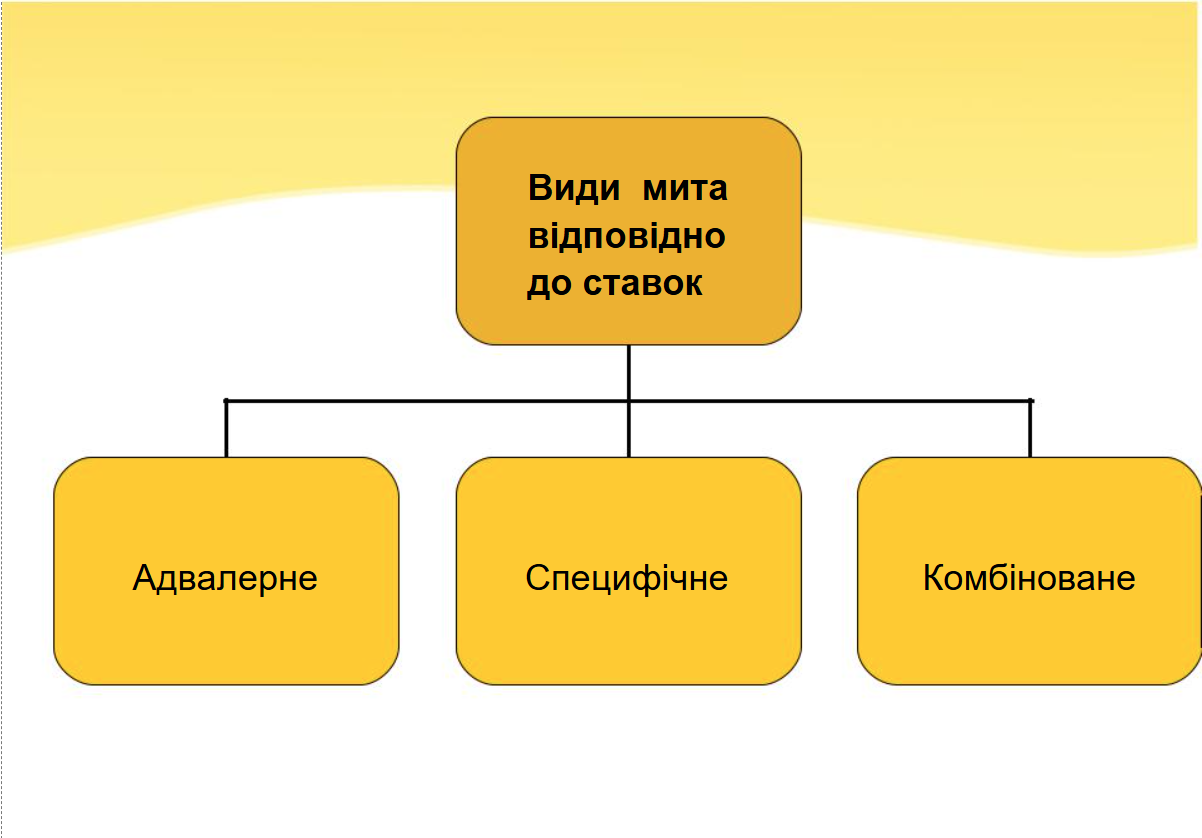 Види  мита
відповідно
до ставок
Адвалерне
Специфічне
Комбіноване